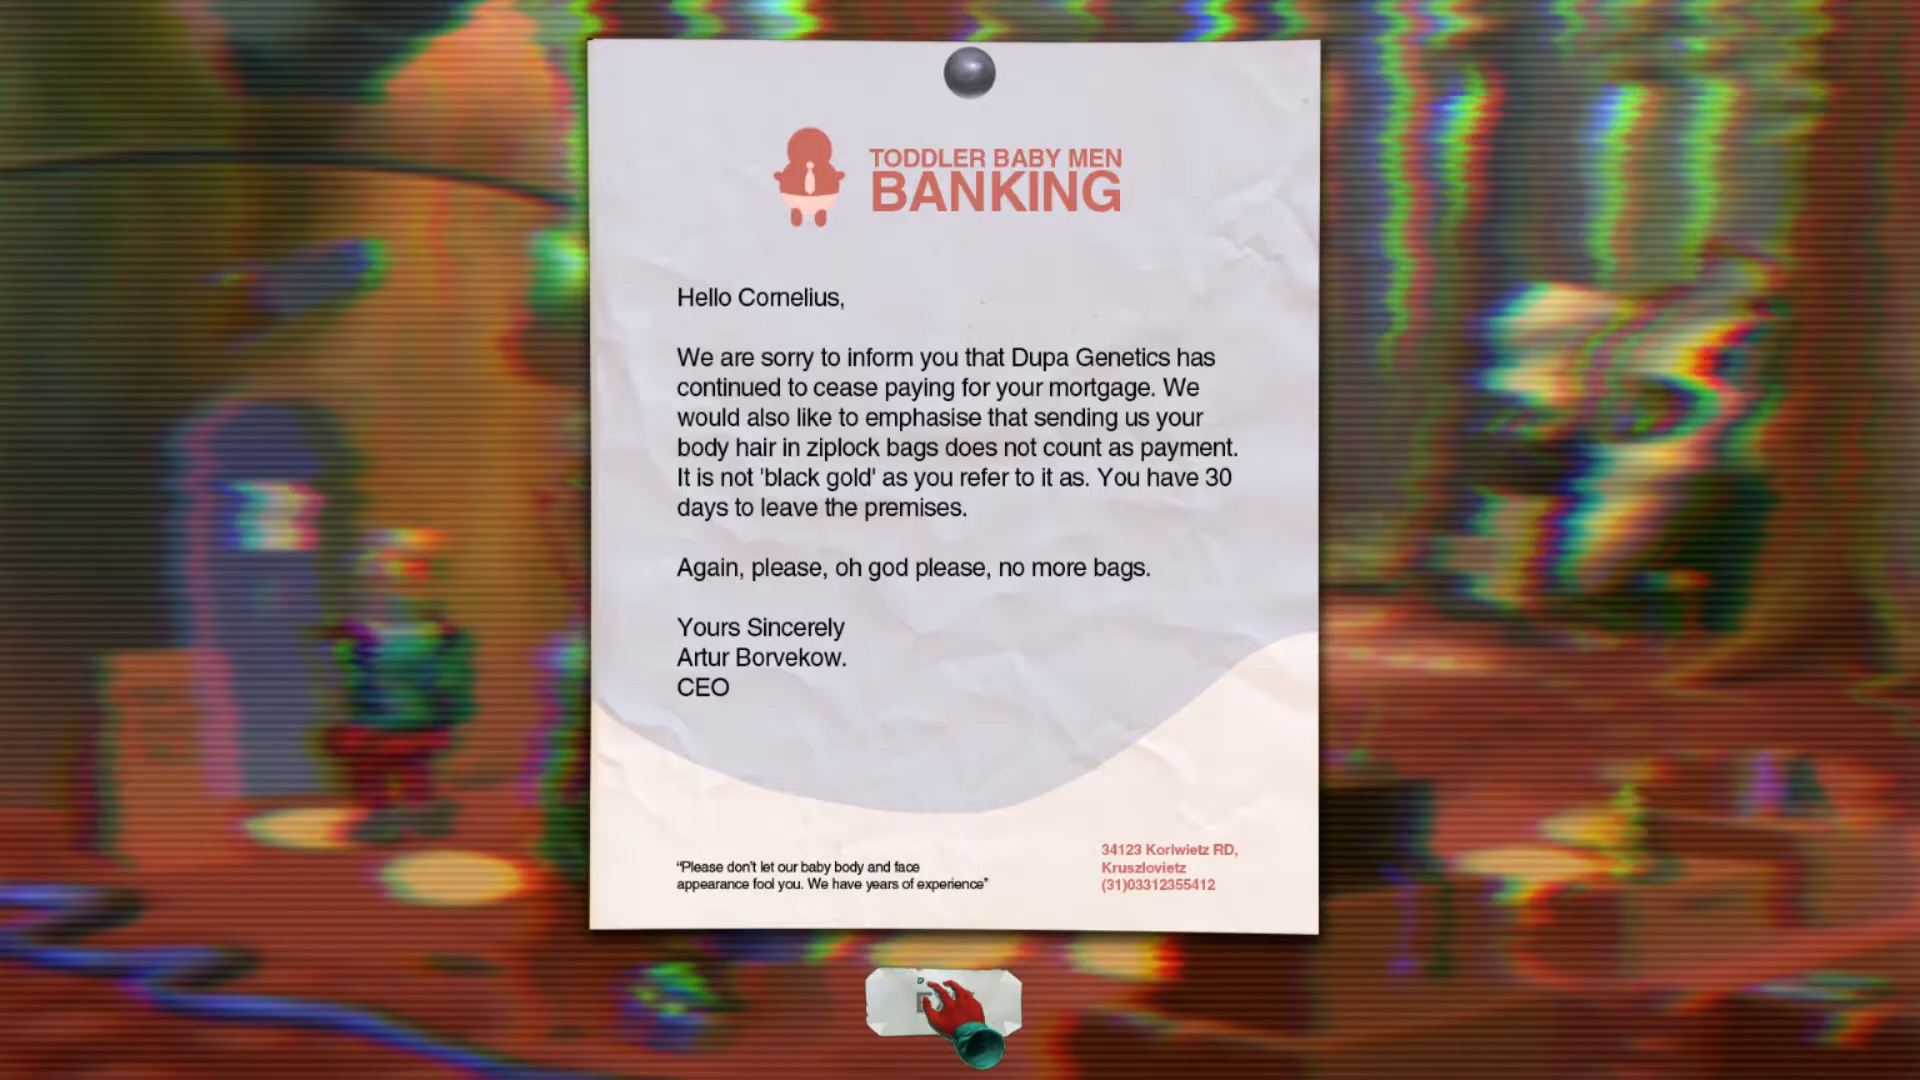 TODDLER BABY MEN
BANKING
Hello Cornelius,
We are sorry to inform you that Dupa Genetics has
continued to cease paying for your mortgage. We
would also like to emphasise that sending us your
body hair in ziplock bags does not count as payment.
It is not 'black gold' as you refer to it as. You have 30
days to leave the premises.
Again, please, oh god please, no more bags.
Yours Sincerely
Artur Borvekow.
CEO
“Please don't let our baby body and face
appearance fool you. We have years of experience”
34123 Korlwietz RD,
Kruszlovietz
(31)03312355412